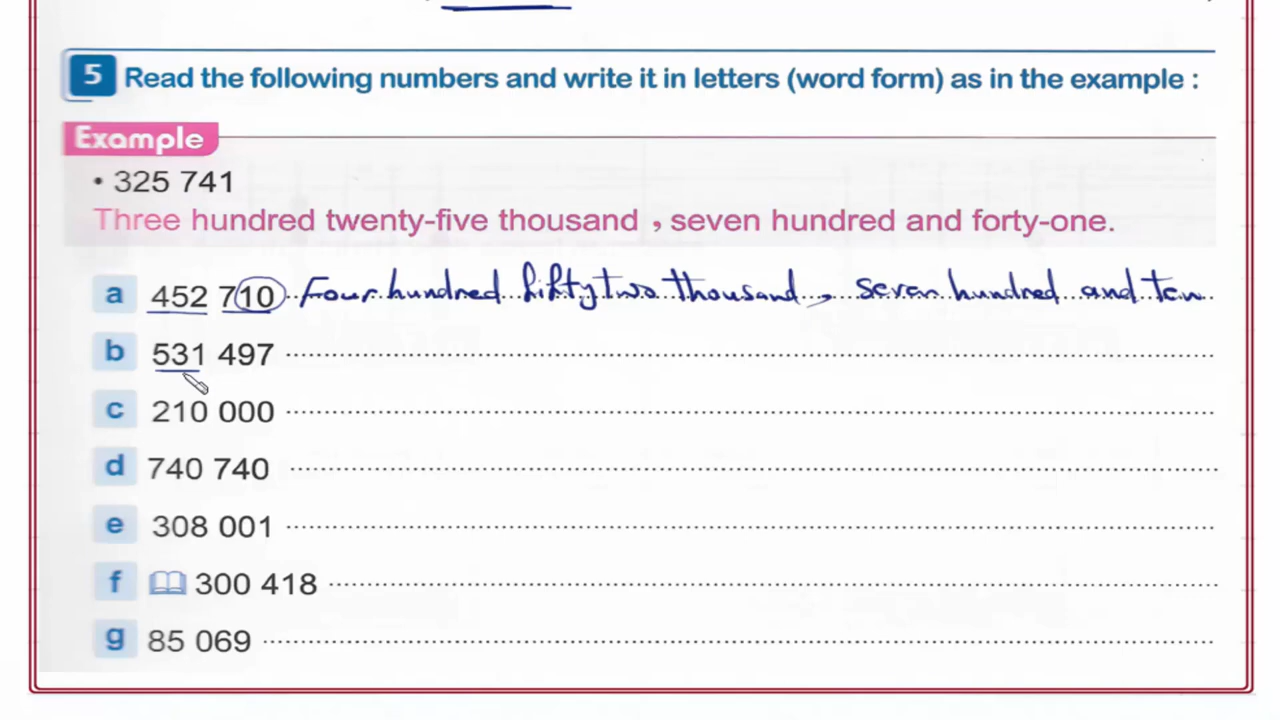 5 Read the following numbers and write it in letters (word form) as in the example :
Example
• 325 741
Three hundred twenty-five thousand , seven hundred and forty-one.
a 452 710 Four hundred fifty two thousand , seven hundred and ten
b 531 497
c 210 000
d 740 740
e 308 001
f 300 418
g 85 069